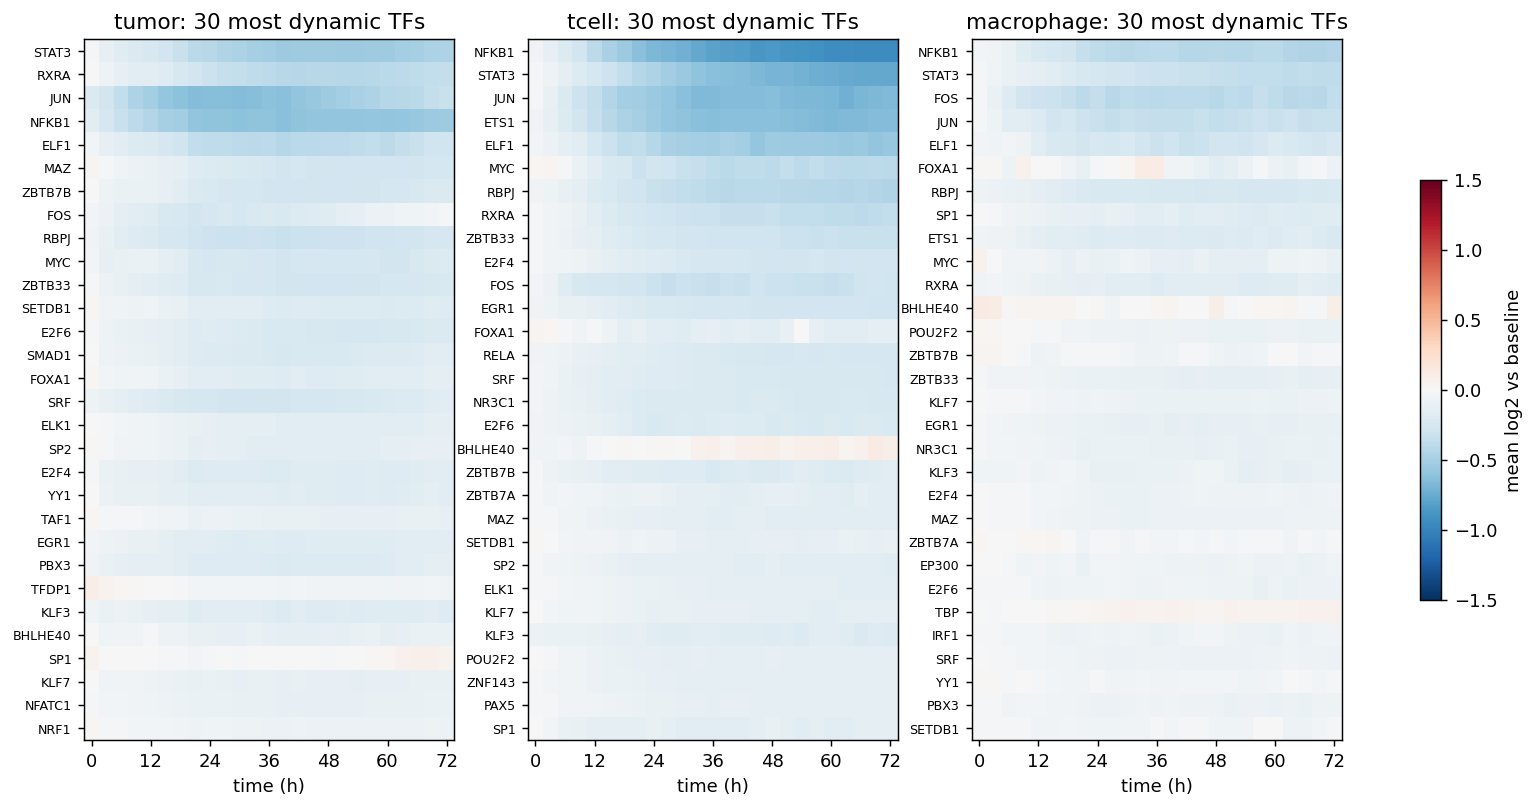 tumor: 30 most dynamic TFs
STAT3
RXRA
JUN
NFKB1
ELF1
MAZ
ZBTB7B
FOS
RBPJ
MYC
ZBTB33
SETDB1
E2F6
SMAD1
FOXA1
SRF
ELK1
SP2
E2F4
YY1
TAF1
EGR1
PBX3
TFDP1
KLF3
BHLHE40
SP1
KLF7
NFATC1
NRF1
0 12 24 36 48 60 72
time (h)
tcell: 30 most dynamic TFs
NFKB1
STAT3
JUN
ETS1
ELF1
MYC
RBPJ
RXRA
ZBTB33
E2F4
FOS
EGR1
FOXA1
RELA
SRF
NR3C1
E2F6
BHLHE40
ZBTB7B
ZBTB7A
MAZ
SETDB1
SP2
ELK1
KLF7
KLF3
POU2F2
ZNF143
PAX5
SP1
0 12 24 36 48 60 72
time (h)
macrophage: 30 most dynamic TFs
NFKB1
STAT3
FOS
JUN
ELF1
FOXA1
RBPJ
SP1
ETS1
MYC
RXRA
BHLHE40
POU2F2
ZBTB7B
ZBTB33
KLF7
EGR1
NR3C1
KLF3
E2F4
MAZ
ZBTB7A
EP300
E2F6
TBP
IRF1
SRF
YY1
PBX3
SETDB1
0 12 24 36 48 60 72
time (h)
1.5
1.0
0.5
0.0
−0.5
−1.0
−1.5
mean log2 vs baseline